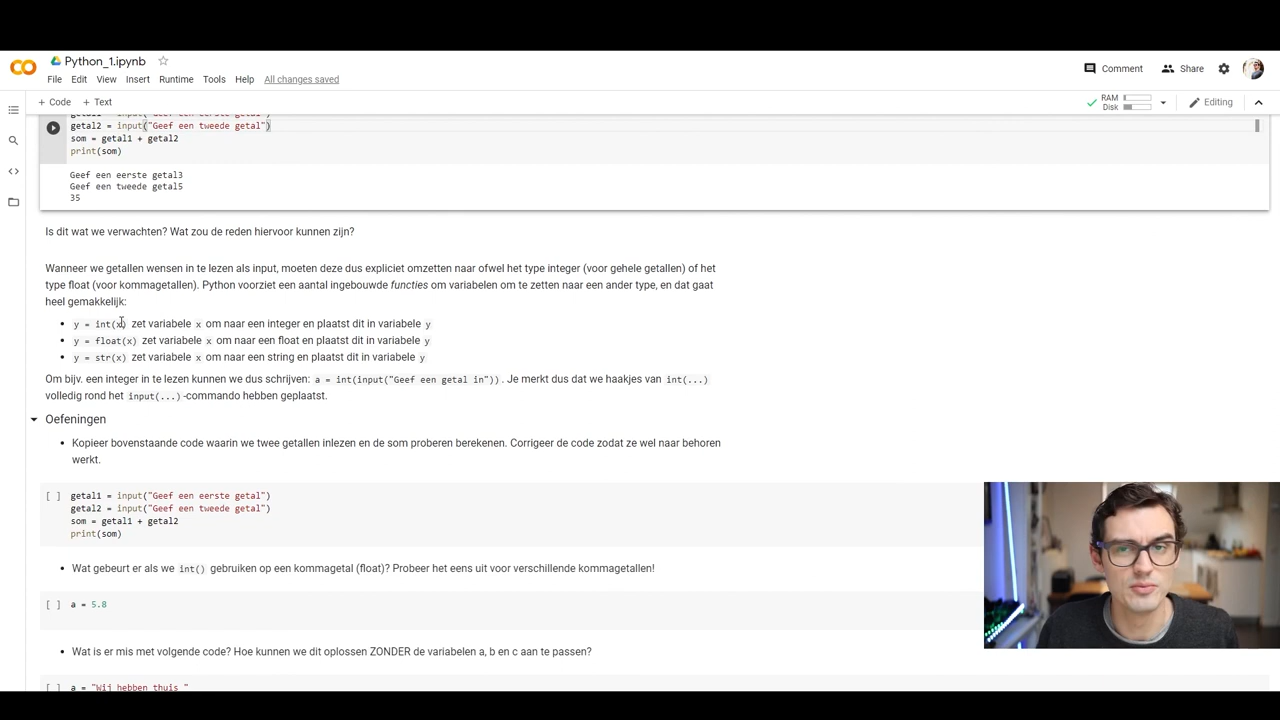 Python_1.ipynb
File Edit View Insert Runtime Tools Help All changes saved
Comment Share
+ Code + Text
RAM
Disk
Editing
getal2 = input("Geef een tweede getal")
som = getal1 + getal2
print(som)
Geef een eerste getal3
Geef een tweede getal5
35
Is dit wat we verwachten? Wat zou de reden hiervoor kunnen zijn?
Wanneer we getallen wensen in te lezen als input, moeten deze dus expliciet omzetten naar ofwel het type integer (voor gehele getallen) of het
type float (voor kommagetallen). Python voorziet een aantal ingebouwde functies om variabelen om te zetten naar een ander type, en dat gaat
heel gemakkelijk:
• y = int(x) zet variabele x om naar een integer en plaatst dit in variabele y
• y = float(x) zet variabele x om naar een float en plaatst dit in variabele y
• y = str(x) zet variabele x om naar een string en plaatst dit in variabele y
Om bijv. een integer in te lezen kunnen we dus schrijven: a = int(input("Geef een getal in")). Je merkt dus dat we haakjes van int(...)
volledig rond het input(...)-commando hebben geplaatst.
Oefeningen
• Kopieer bovenstaande code waarin we twee getallen inlezen en de som proberen berekenen. Corrigeer de code zodat ze wel naar behoren
werkt.
[ ] getal1 = input("Geef een eerste getal")
getal2 = input("Geef een tweede getal")
som = getal1 + getal2
print(som)
• Wat gebeurt er als we int() gebruiken op een kommagetal (float)? Probeer het eens uit voor verschillende kommagetallen!
[ ] a = 5.8
• Wat is er mis met volgende code? Hoe kunnen we dit oplossen ZONDER de variabelen a, b en c aan te passen?
[ ] a = "Wij hebben thuis "